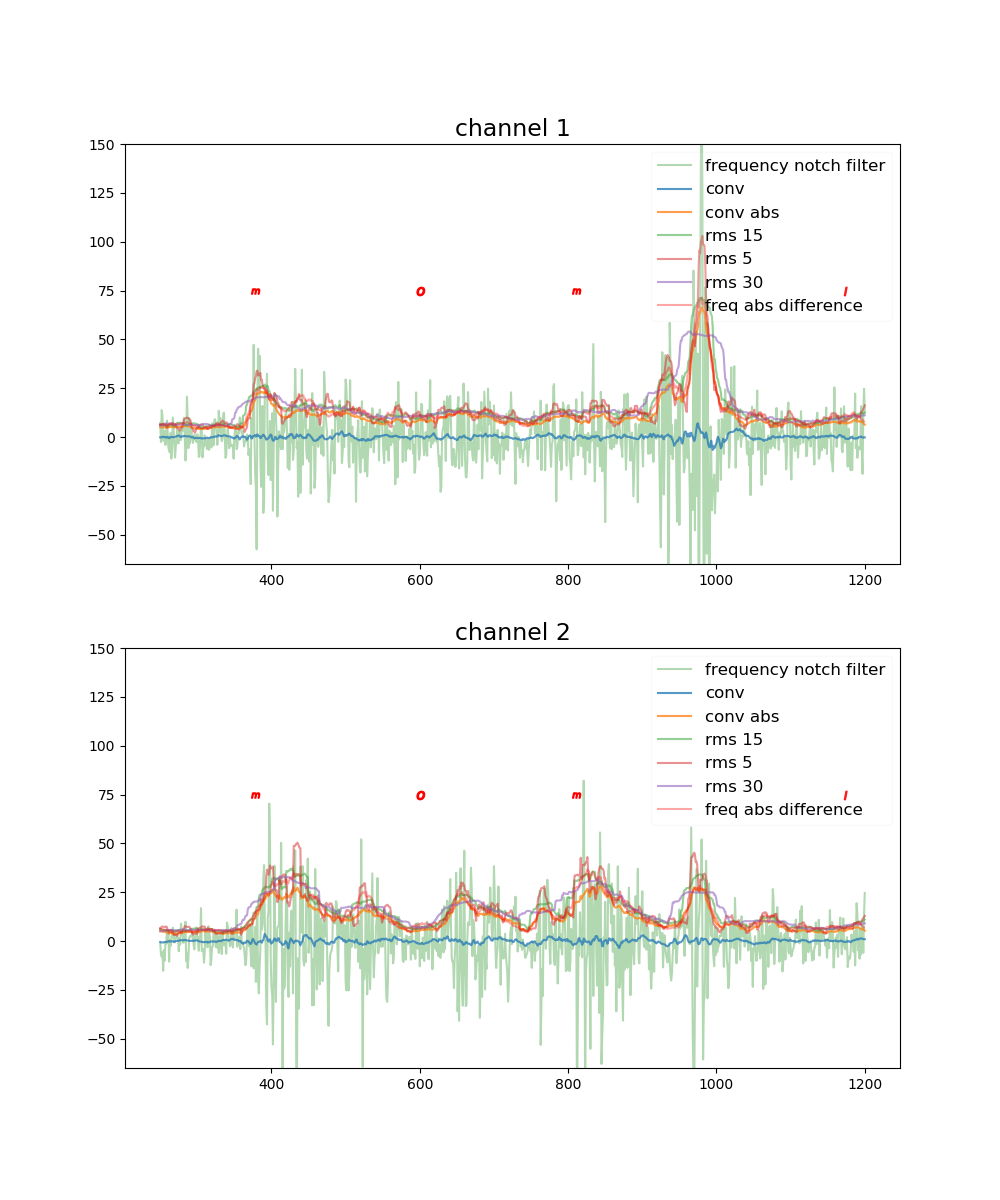 channel 1
150
125
100
75
50
25
0
−25
−50
frequency notch filter
conv
conv abs
rms 15
rms 5
rms 30
freq abs difference
m o m l
400 600 800 1000 1200
channel 2
150
125
100
75
50
25
0
−25
−50
frequency notch filter
conv
conv abs
rms 15
rms 5
rms 30
freq abs difference
m o m l
400 600 800 1000 1200